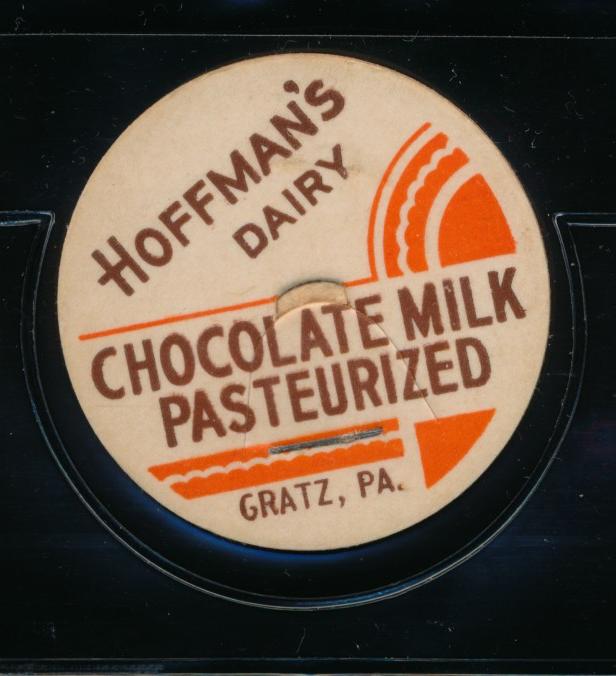 HOFFMAN'S
DAIRY
CHOCOLATE MILK
PASTEURIZED
GRATZ, PA.